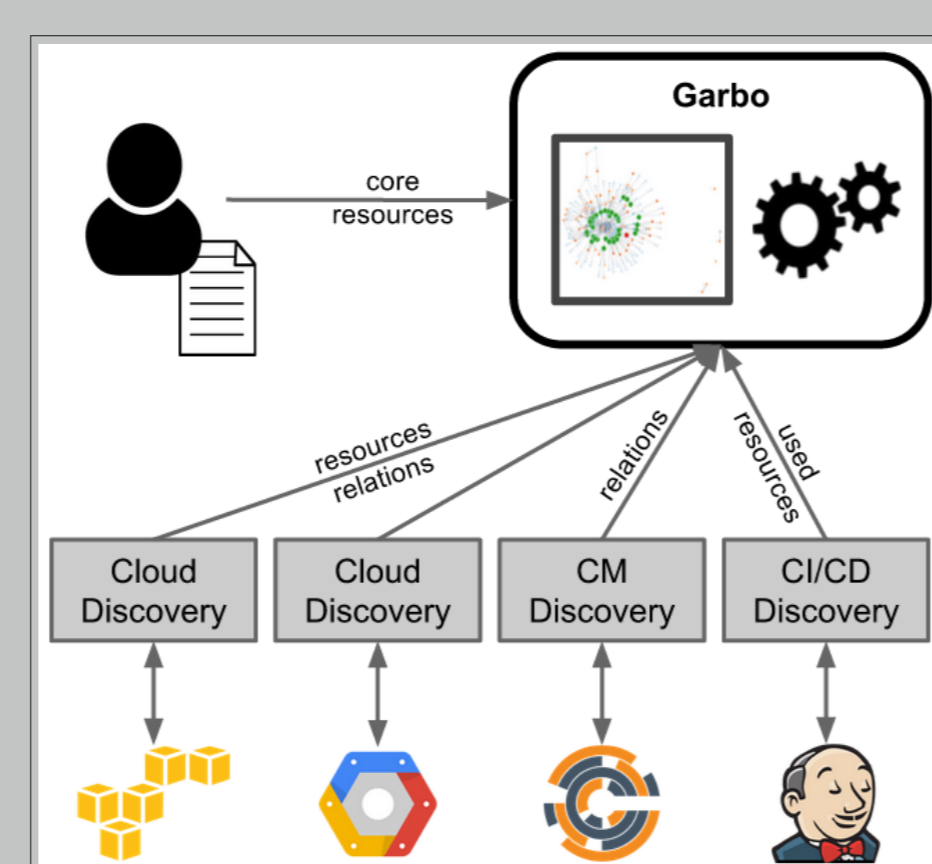 Garbo
core
resources
resources
relations
relations
used
resources
Cloud
Discovery
Cloud
Discovery
CM
Discovery
CI/CD
Discovery